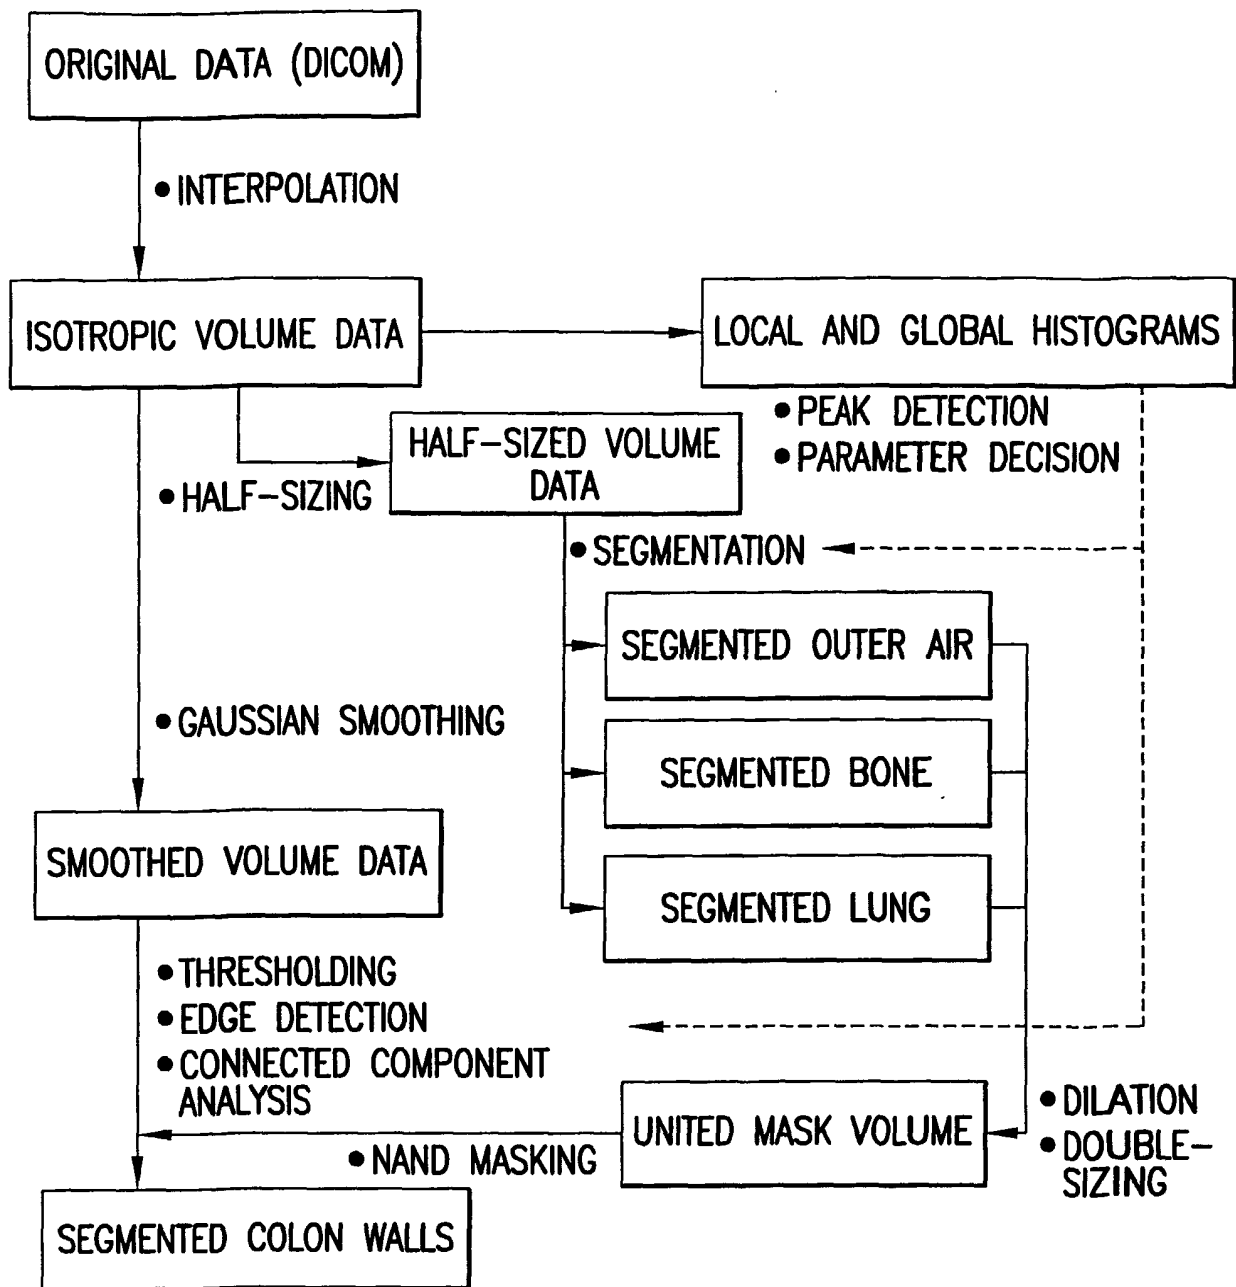 ORIGINAL DATA (DICOM)
● INTERPOLATION
ISOTROPIC VOLUME DATA
LOCAL AND GLOBAL HISTOGRAMS
● PEAK DETECTION
● PARAMETER DECISION
HALF-SIZED VOLUME
DATA
● HALF-SIZING
● SEGMENTATION
SEGMENTED OUTER AIR
● GAUSSIAN SMOOTHING
SEGMENTED BONE
SMOOTHED VOLUME DATA
SEGMENTED LUNG
● THRESHOLDING
● EDGE DETECTION
● CONNECTED COMPONENT
ANALYSIS
UNITED MASK VOLUME
● DILATION
● DOUBLE-
SIZING
● NAND MASKING
SEGMENTED COLON WALLS